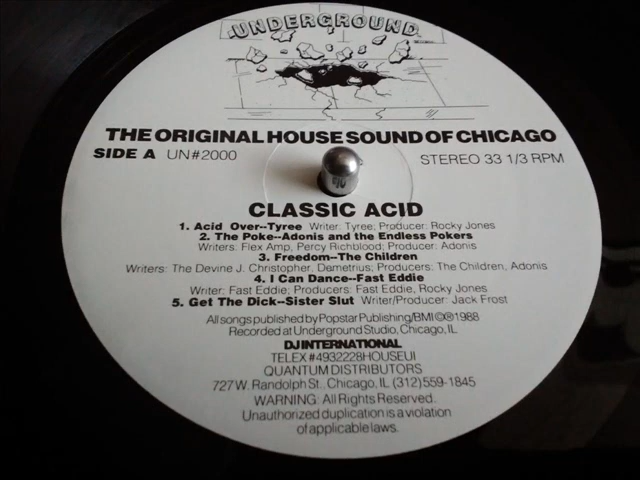 UNDERGROUND
THE ORIGINAL HOUSE SOUND OF CHICAGO
SIDE A UN#2000
STEREO 33 1/3 RPM
CLASSIC ACID
1. Acid Over--Tyree Writer: Tyree; Producer: Rocky Jones
2. The Poke--Adonis and the Endless Pokers
Writers: Flex Amp, Percy Richblood; Producer: Adonis
3. Freedom--The Children
Writers: The Devine J. Christopher, Dametrius; Producers: The Children, Adonis
4. I Can Dance--Fast Eddie
Writer: Fast Eddie; Producers: Fast Eddie, Rocky Jones
5. Get The Dick--Sister Slut Writer/Producer: Jack Frost
All songs published by Popstar Publishing/BMI ©℗ 1988
Recorded at Underground Studio, Chicago, IL
DJ INTERNATIONAL
TELEX #4932228HOUSEUI
QUANTUM DISTRIBUTORS
727 W. Randolph St., Chicago, IL (312) 559-1845
WARNING: All Rights Reserved.
Unauthorized duplication is a violation
of applicable laws.